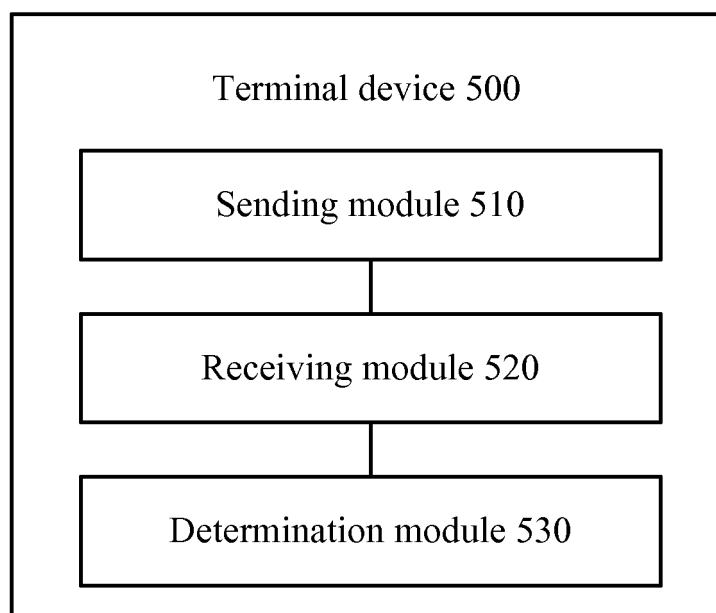 Terminal device 500
Sending module 510
Receiving module 520
Determination module 530